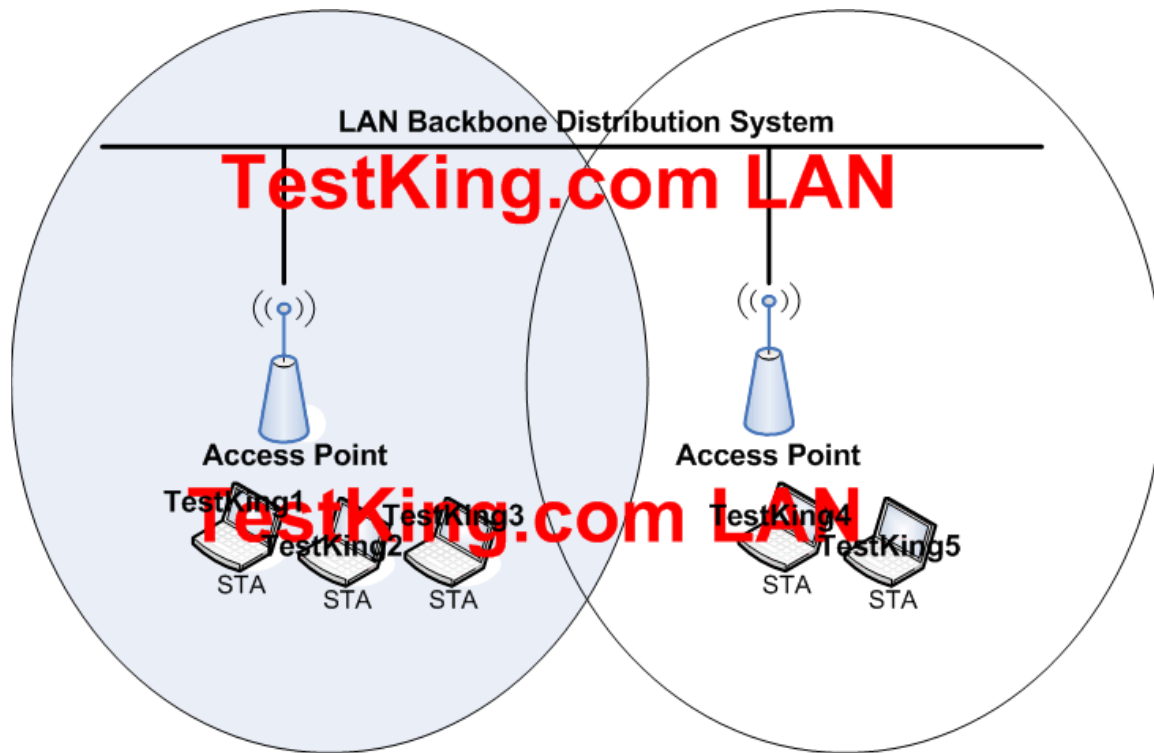 LAN Backbone Distribution System
TestKing.com LAN
Access Point
Access Point
TestKing.com LAN
TestKing1
TestKing2
TestKing3
TestKing4
TestKing5
STA
STA
STA
STA
STA